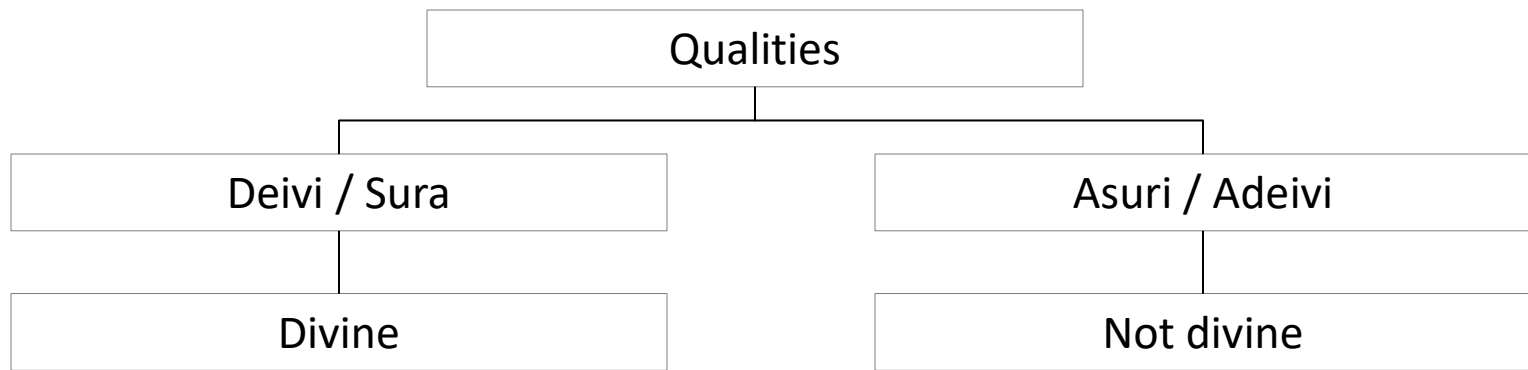 Qualities
Deivi / Sura
Asuri / Adeivi
Divine
Not divine